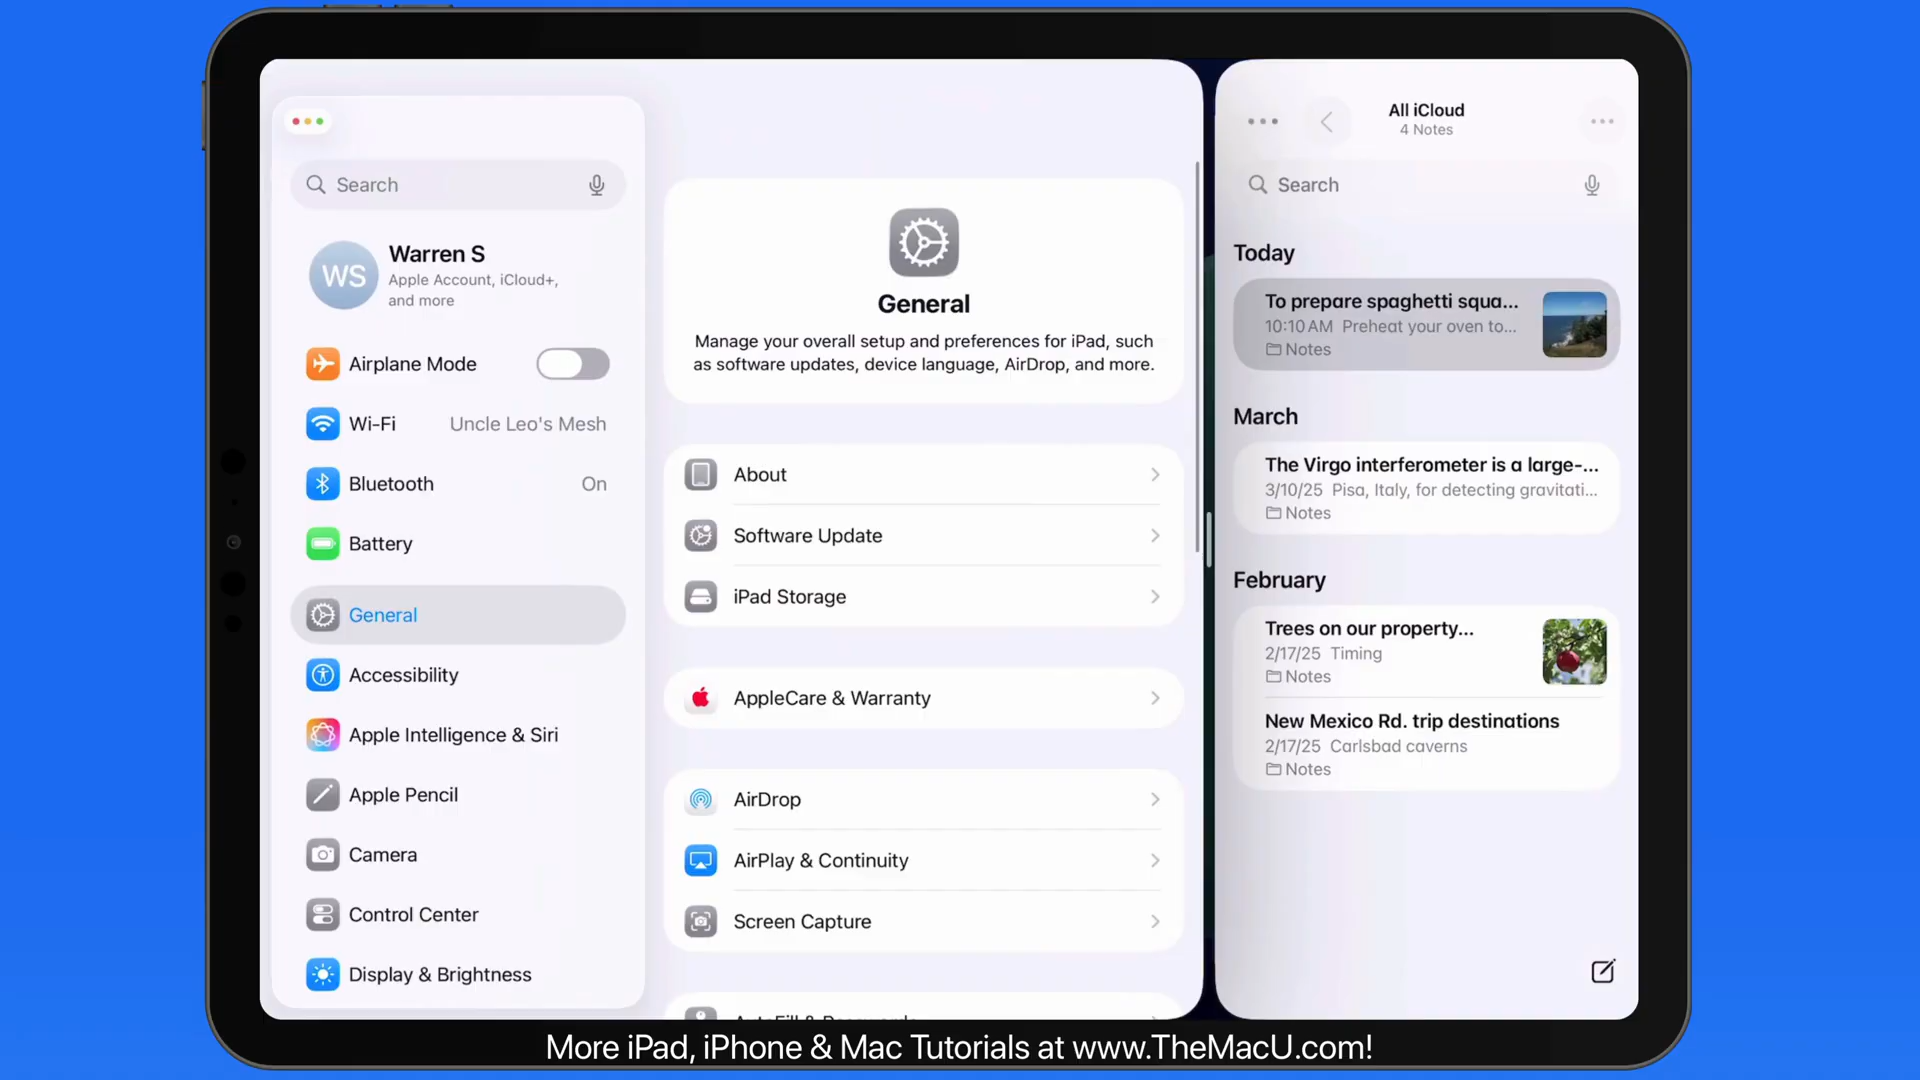 Search
WS
Warren S
Apple Account, iCloud+,
and more
Airplane Mode
Wi-Fi
Uncle Leo's Mesh
Bluetooth
On
Battery
General
Accessibility
Apple Intelligence & Siri
Apple Pencil
Camera
Control Center
Display & Brightness
General
Manage your overall setup and preferences for iPad, such
as software updates, device language, AirDrop, and more.
About
Software Update
iPad Storage
AppleCare & Warranty
AirDrop
AirPlay & Continuity
Screen Capture
AutoFill & Passwords
All iCloud
4 Notes
Search
Today
To prepare spaghetti squa...
10:10 AM Preheat your oven to...
Notes
March
The Virgo interferometer is a large-...
3/10/25 Pisa, Italy, for detecting gravitati...
Notes
February
Trees on our property...
2/17/25 Timing
Notes
New Mexico Rd. trip destinations
2/17/25 Carlsbad caverns
Notes
More iPad, iPhone & Mac Tutorials at www.TheMacU.com!